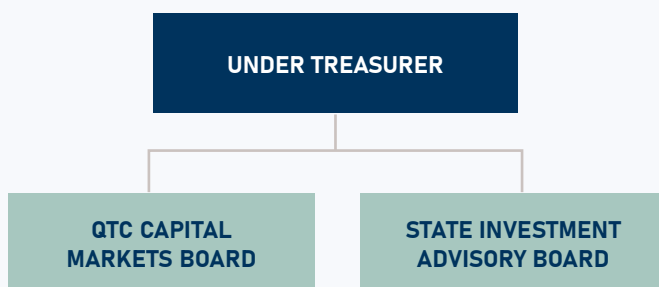 UNDER TREASURER
QTC CAPITAL
MARKETS BOARD
STATE INVESTMENT
ADVISORY BOARD